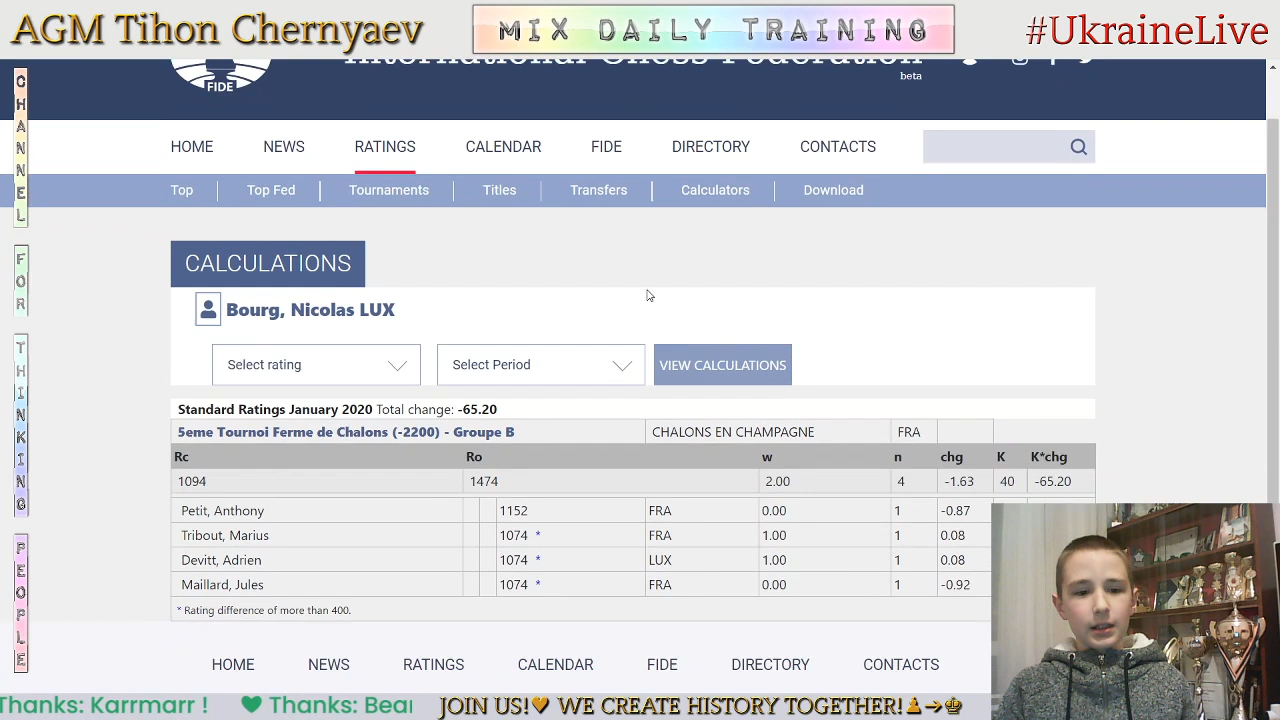 AGM Tihon Chernyaev
MIX DAILY TRAINING
#UkraineLive
FIDE
International Chess Federation
beta
HOME NEWS RATINGS CALENDAR FIDE DIRECTORY CONTACTS
Top Top Fed Tournaments Titles Transfers Calculators Download
CHANNEL FOR THINKING PEOPLE
CALCULATIONS
Bourg, Nicolas LUX
Select rating Select Period VIEW CALCULATIONS
Standard Ratings January 2020 Total change: -65.20
5eme Tournoi Ferme de Chalons (-2200) - Groupe B CHALONS EN CHAMPAGNE FRA
Rc Ro w n chg K K*chg
1094 1474 2.00 4 -1.63 40 -65.20
Petit, Anthony 1152 FRA 0.00 1 -0.87
Tribout, Marius 1074 * FRA 1.00 1 0.08
Devitt, Adrien 1074 * LUX 1.00 1 0.08
Maillard, Jules 1074 * FRA 0.00 1 -0.92
* Rating difference of more than 400.
HOME NEWS RATINGS CALENDAR FIDE DIRECTORY CONTACTS
Thanks: Karrmarr ! 💚 Thanks: Bear
JOIN US!🧡 WE CREATE HISTORY TOGETHER!♟→♚